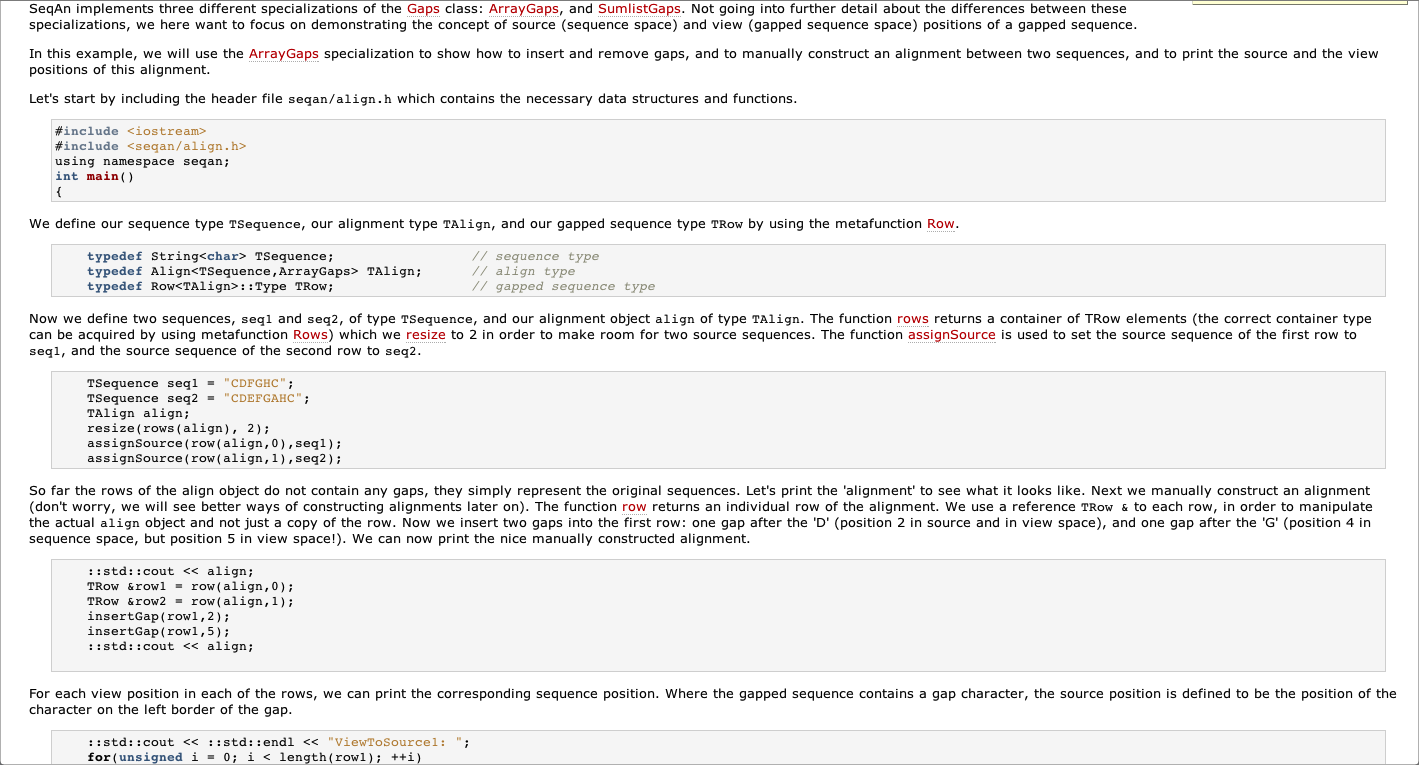 SeqAn implements three different specializations of the Gaps class: ArrayGaps, and SumlistGaps. Not going into further detail about the differences between these
specializations, we here want to focus on demonstrating the concept of source (sequence space) and view (gapped sequence space) positions of a gapped sequence.
In this example, we will use the ArrayGaps specialization to show how to insert and remove gaps, and to manually construct an alignment between two sequences, and to print the source and the view
positions of this alignment.
Let's start by including the header file seqan/align.h which contains the necessary data structures and functions.
#include <iostream>
#include <seqan/align.h>
using namespace seqan;
int main()
{
We define our sequence type TSequence, our alignment type TAlign, and our gapped sequence type TRow by using the metafunction Row.
typedef String<char> TSequence; // sequence type
typedef Align<TSequence,ArrayGaps> TAlign; // align type
typedef Row<TAlign>::Type TRow; // gapped sequence type
Now we define two sequences, seq1 and seq2, of type TSequence, and our alignment object align of type TAlign. The function rows returns a container of TRow elements (the correct container type
can be acquired by using metafunction Rows) which we resize to 2 in order to make room for two source sequences. The function assignSource is used to set the source sequence of the first row to
seq1, and the source sequence of the second row to seq2.
TSequence seq1 = "CDFGHC";
TSequence seq2 = "CDEFGAHC";
TAlign align;
resize(rows(align), 2);
assignSource(row(align,0),seq1);
assignSource(row(align,1),seq2);
So far the rows of the align object do not contain any gaps, they simply represent the original sequences. Let's print the 'alignment' to see what it looks like. Next we manually construct an alignment
(don't worry, we will see better ways of constructing alignments later on). The function row returns an individual row of the alignment. We use a reference TRow & to each row, in order to manipulate
the actual align object and not just a copy of the row. Now we insert two gaps into the first row: one gap after the 'D' (position 2 in source and in view space), and one gap after the 'G' (position 4 in
sequence space, but position 5 in view space!). We can now print the nice manually constructed alignment.
::std::cout << align;
TRow &row1 = row(align,0);
TRow &row2 = row(align,1);
insertGap(row1,2);
insertGap(row1,5);
::std::cout << align;
For each view position in each of the rows, we can print the corresponding sequence position. Where the gapped sequence contains a gap character, the source position is defined to be the position of the
character on the left border of the gap.
::std::cout << ::std::endl << "ViewToSource1: ";
for(unsigned i = 0; i < length(row1); ++i)